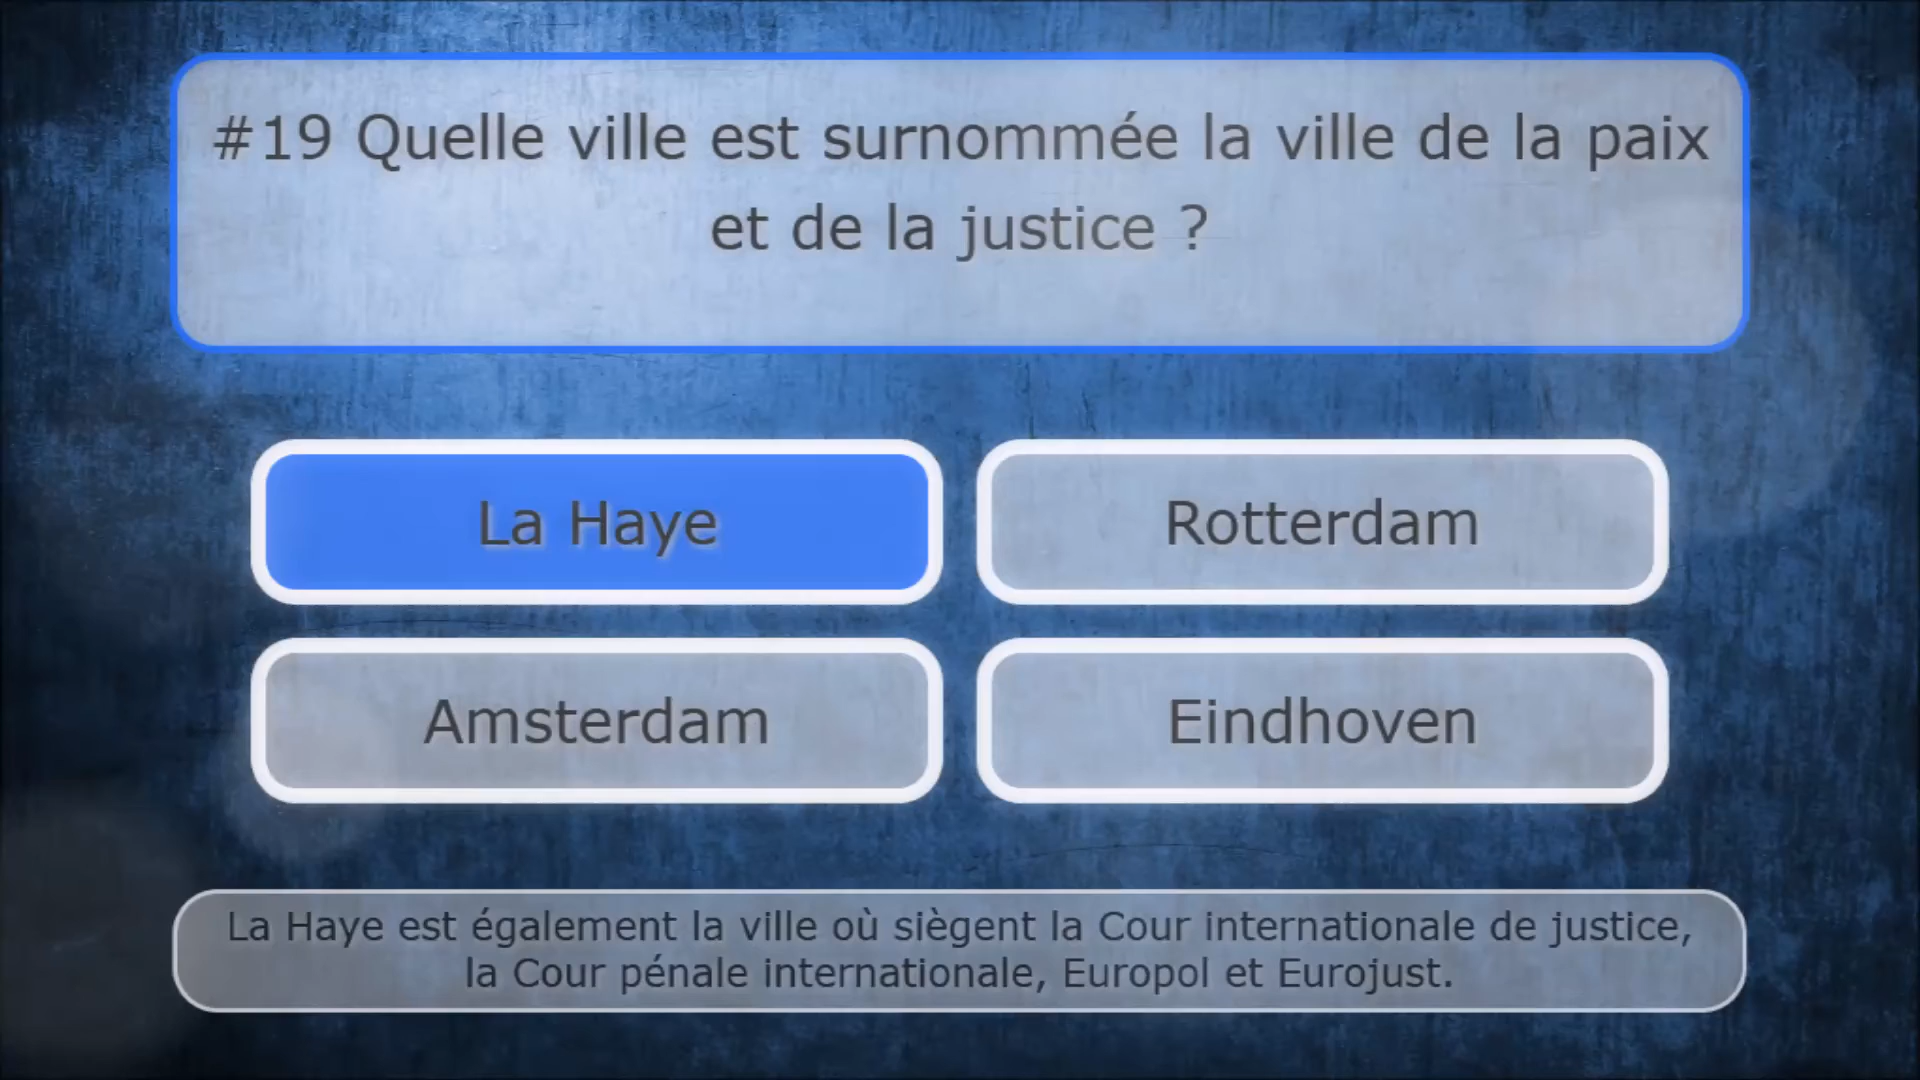 #19 Quelle ville est surnommée la ville de la paix
et de la justice ?
La Haye
Rotterdam
Amsterdam
Eindhoven
La Haye est également la ville où siègent la Cour internationale de justice,
la Cour pénale internationale, Europol et Eurojust.